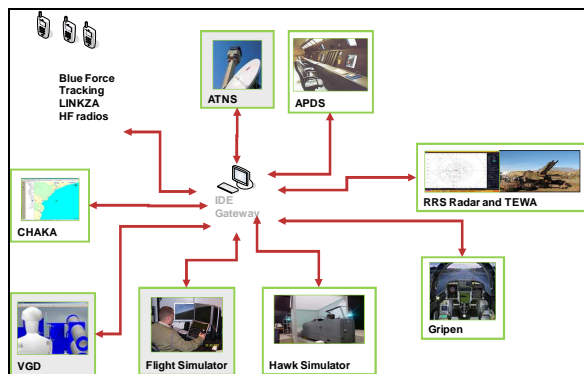 Blue Force
Tracking
LINKZA
HF radios
ATNS
APDS
RRS Radar and TEWA
IDE
Gateway
CHAKA
Gripen
VGD
Flight Simulator
Hawk Simulator